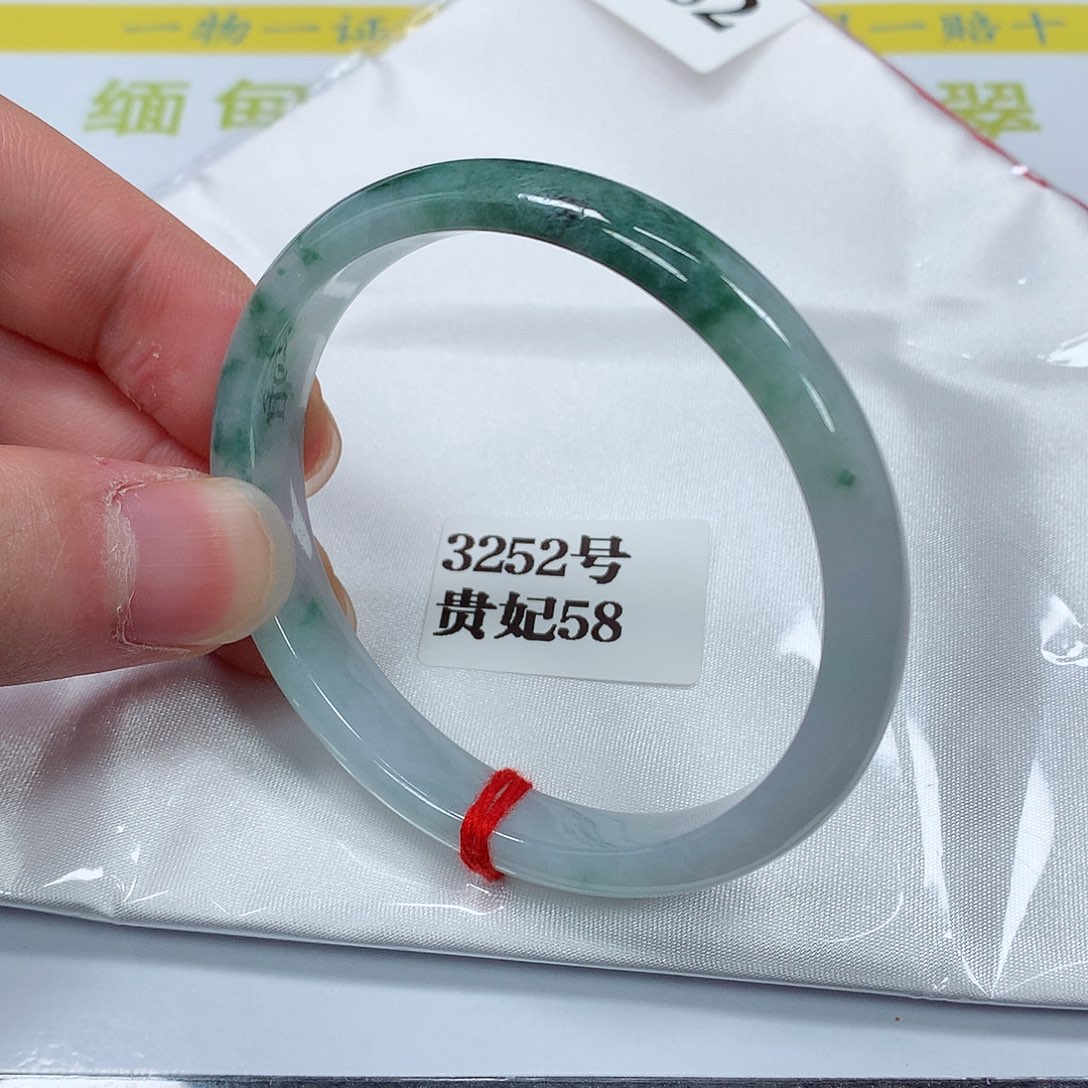 一物一证
一赔十
缅甸
翠
3252号
贵妃58